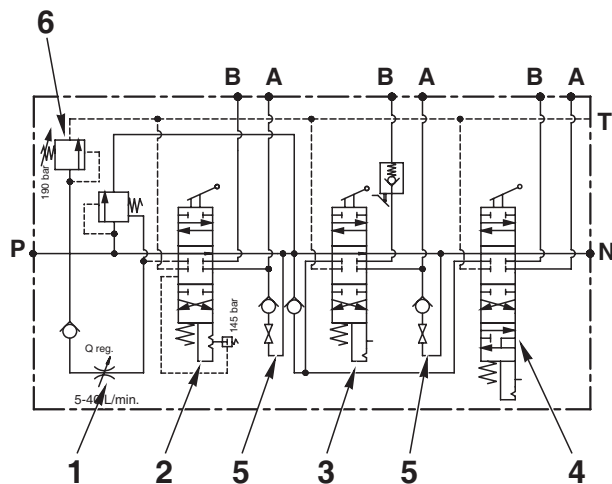 6
B A B A B A
T
190 bar
P
N
145 bar
Q reg.
5-40 L/min.
1 2 5 3 5 4